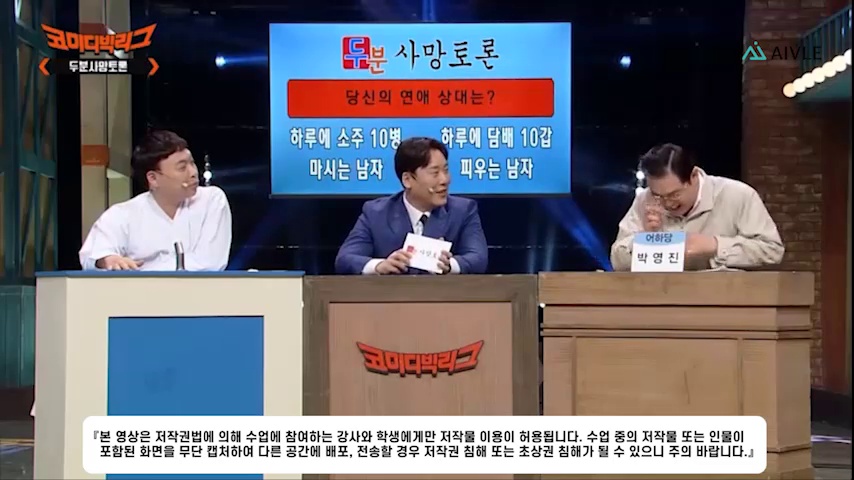 코미디빅리그
두분사망토론
AIVLE
두분 사망토론
당신의 연애 상대는?
하루에 소주 10병
마시는 남자
하루에 담배 10갑
피우는 남자
어하당
박영진
코미디빅리그
『본 영상은 저작권법에 의해 수업에 참여하는 강사와 학생에게만 저작물 이용이 허용됩니다. 수업 중의 저작물 또는 인물이
포함된 화면을 무단 캡처하여 다른 공간에 배포, 전송할 경우 저작권 침해 또는 초상권 침해가 될 수 있으니 주의 바랍니다.』